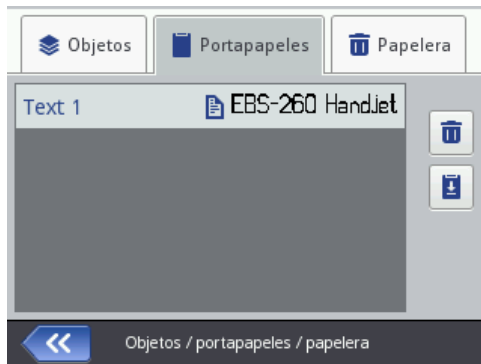 Objetos Portapapeles Papelera
Text 1 EBS-260 HandJet
Objetos / portapapeles / papelera